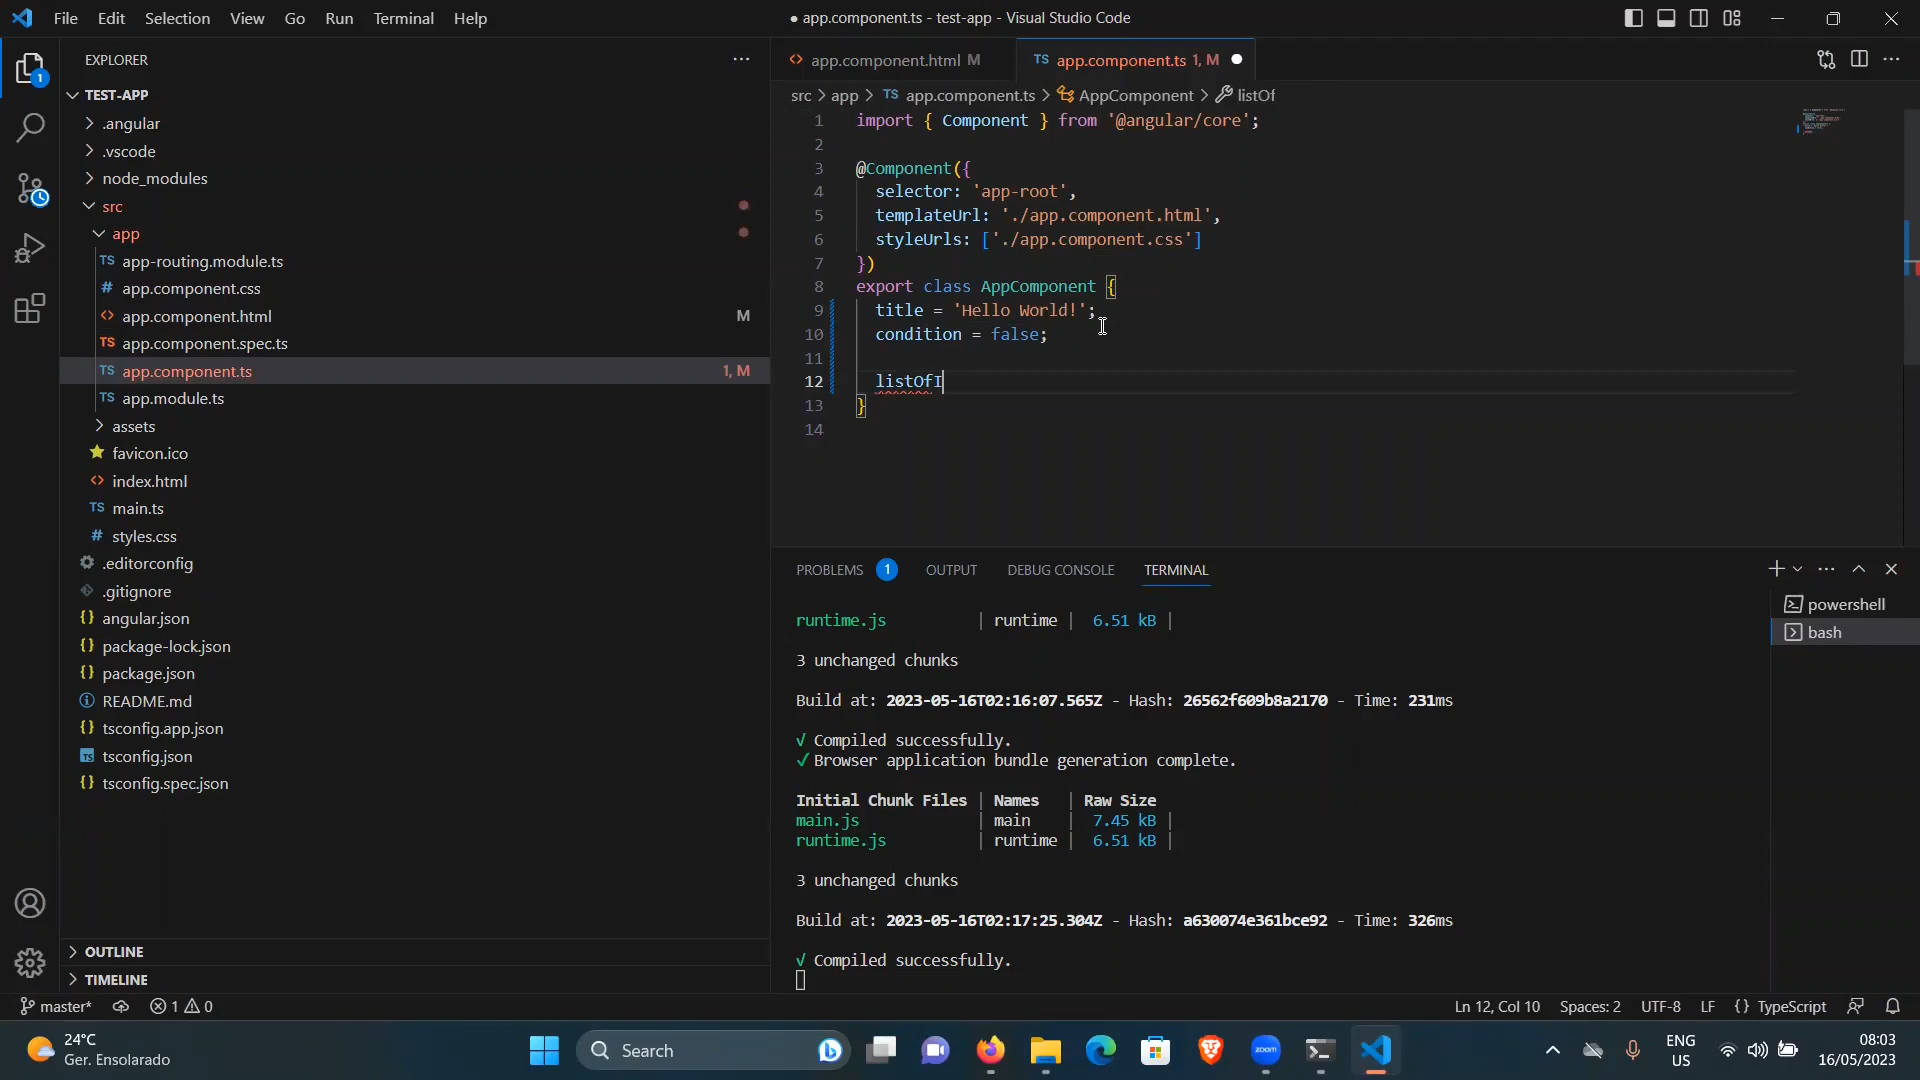 File Edit Selection View Go Run Terminal Help
● app.component.ts - test-app - Visual Studio Code
EXPLORER
TEST-APP
.angular
.vscode
node_modules
src
app
TS app-routing.module.ts
# app.component.css
<> app.component.html M
TS app.component.spec.ts
TS app.component.ts 1, M
TS app.module.ts
assets
favicon.ico
<> index.html
TS main.ts
# styles.css
.editorconfig
.gitignore
{} angular.json
{} package-lock.json
{} package.json
README.md
{} tsconfig.app.json
TS tsconfig.json
{} tsconfig.spec.json
OUTLINE
TIMELINE
1
<> app.component.html M
TS app.component.ts 1, M
src > app > TS app.component.ts > AppComponent > listOf
1 import { Component } from '@angular/core';
2
3 @Component({
4 selector: 'app-root',
5 templateUrl: './app.component.html',
6 styleUrls: ['./app.component.css']
7 })
8 export class AppComponent {
9 title = 'Hello World!';
10 condition = false;
11
12 listOfI
13 }
14
PROBLEMS 1 OUTPUT DEBUG CONSOLE TERMINAL
runtime.js | runtime | 6.51 kB |
3 unchanged chunks
Build at: 2023-05-16T02:16:07.565Z - Hash: 26562f609b8a2170 - Time: 231ms
√ Compiled successfully.
✓ Browser application bundle generation complete.
Initial Chunk Files | Names | Raw Size
main.js | main | 7.45 kB |
runtime.js | runtime | 6.51 kB |
3 unchanged chunks
Build at: 2023-05-16T02:17:25.304Z - Hash: a630074e361bce92 - Time: 326ms
√ Compiled successfully.
powershell
bash
master* 1 0
Ln 12, Col 10 Spaces: 2 UTF-8 LF {} TypeScript
24°C
Ger. Ensolarado
Search
zoom
ENG
US
08:03
16/05/2023